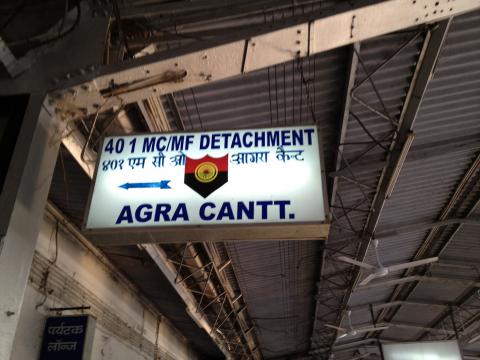 40 1 MC/MF DETACHMENT
४०१ एम सी ओ आगरा कैन्ट
AGRA CANTT.
पर्यटक
लॉन्ज